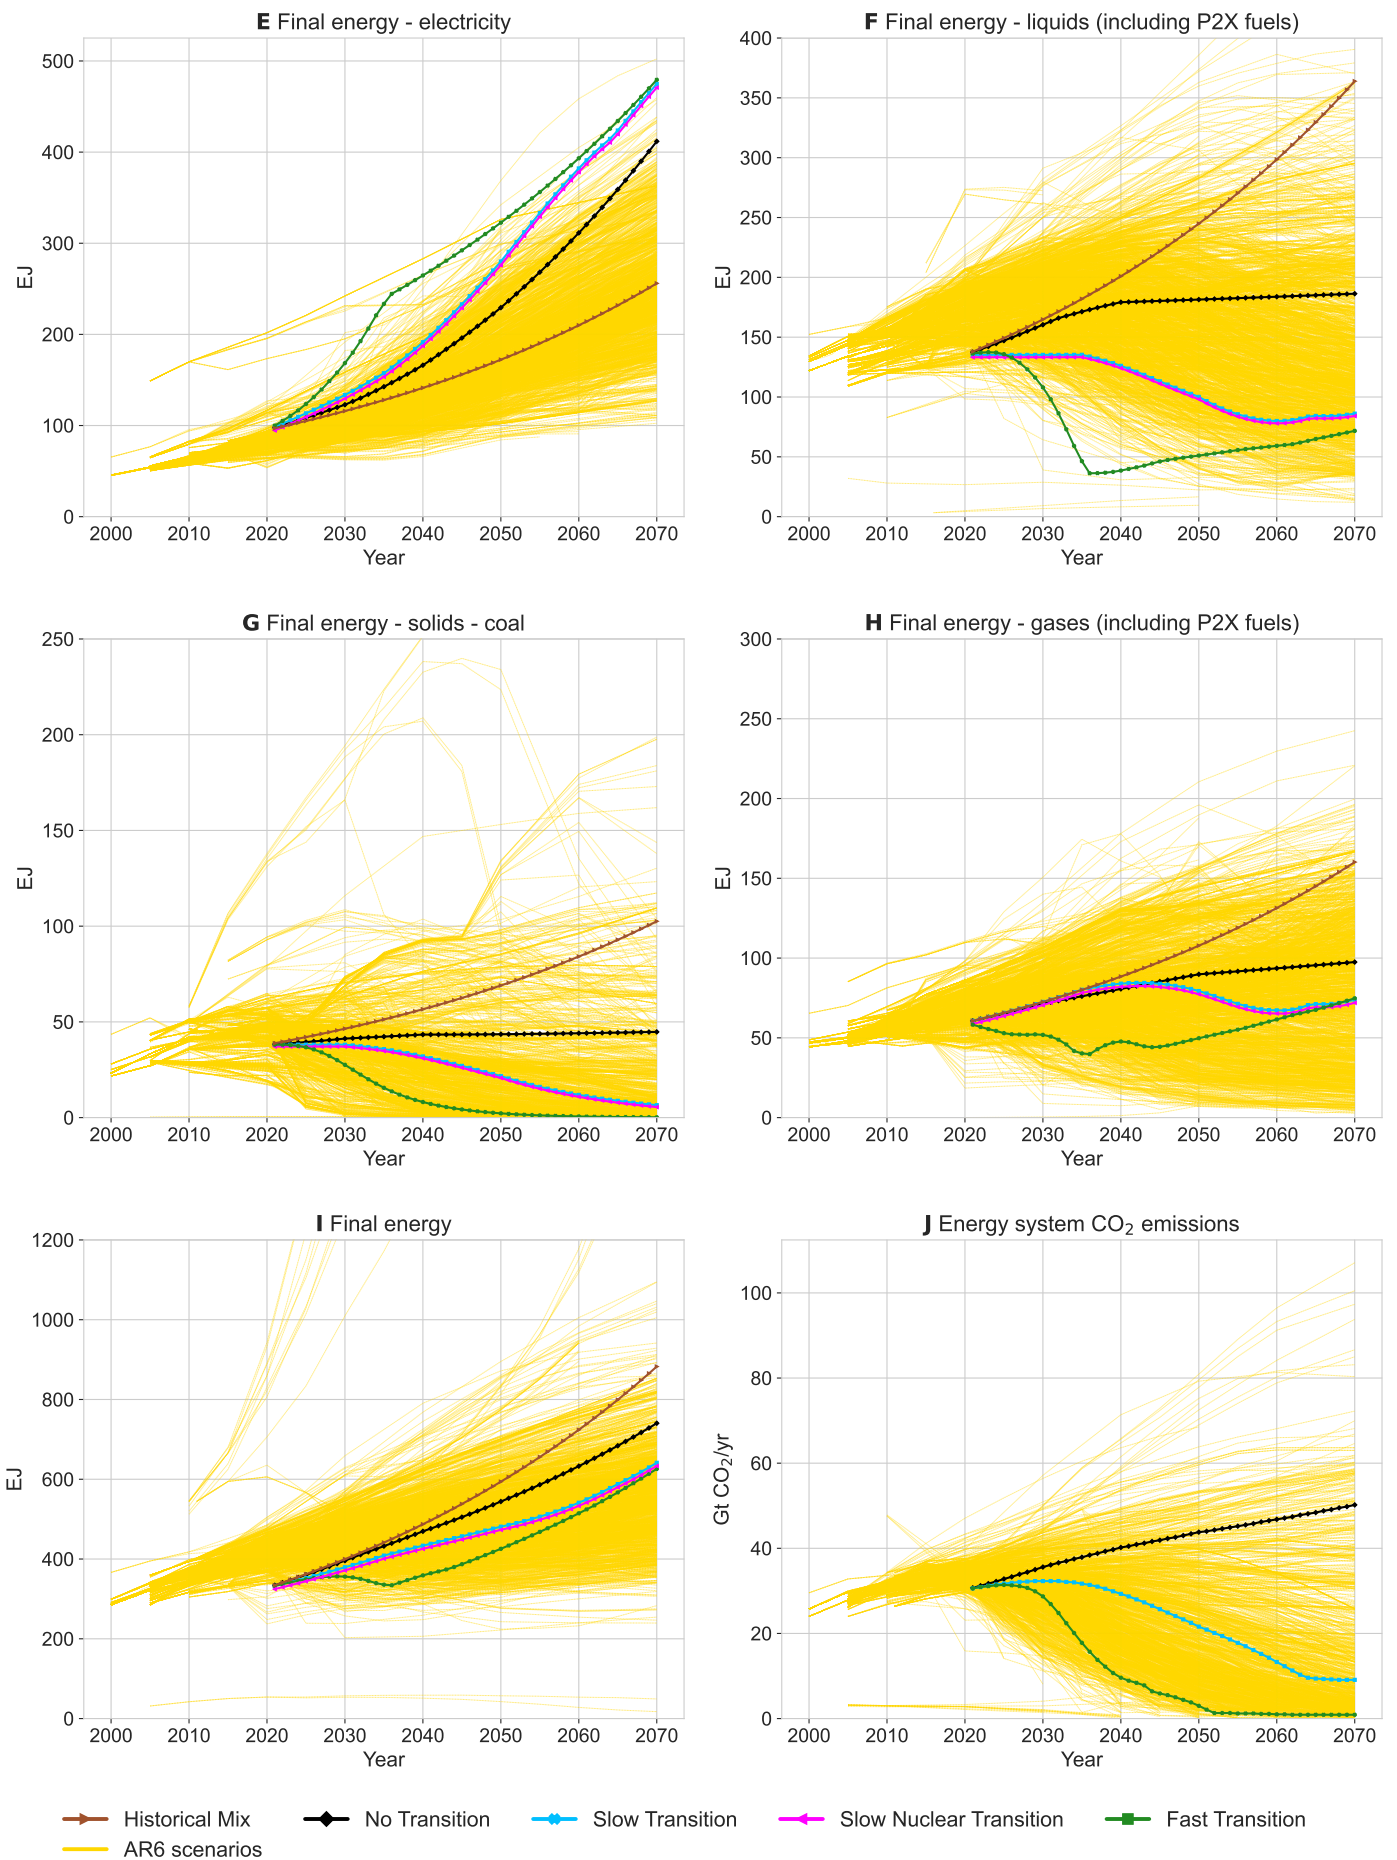 E Final energy - electricity
500
400
300
200
100
0
EJ
2000 2010 2020 2030 2040 2050 2060 2070
Year
F Final energy - liquids (including P2X fuels)
400
350
300
250
200
150
100
50
0
EJ
2000 2010 2020 2030 2040 2050 2060 2070
Year
G Final energy - solids - coal
250
200
150
100
50
0
EJ
2000 2010 2020 2030 2040 2050 2060 2070
Year
H Final energy - gases (including P2X fuels)
300
250
200
150
100
50
0
EJ
2000 2010 2020 2030 2040 2050 2060 2070
Year
I Final energy
1200
1000
800
600
400
200
0
EJ
2000 2010 2020 2030 2040 2050 2060 2070
Year
J Energy system CO₂ emissions
100
80
60
40
20
0
Gt CO₂/yr
2000 2010 2020 2030 2040 2050 2060 2070
Year
Historical Mix No Transition Slow Transition Slow Nuclear Transition Fast Transition
AR6 scenarios